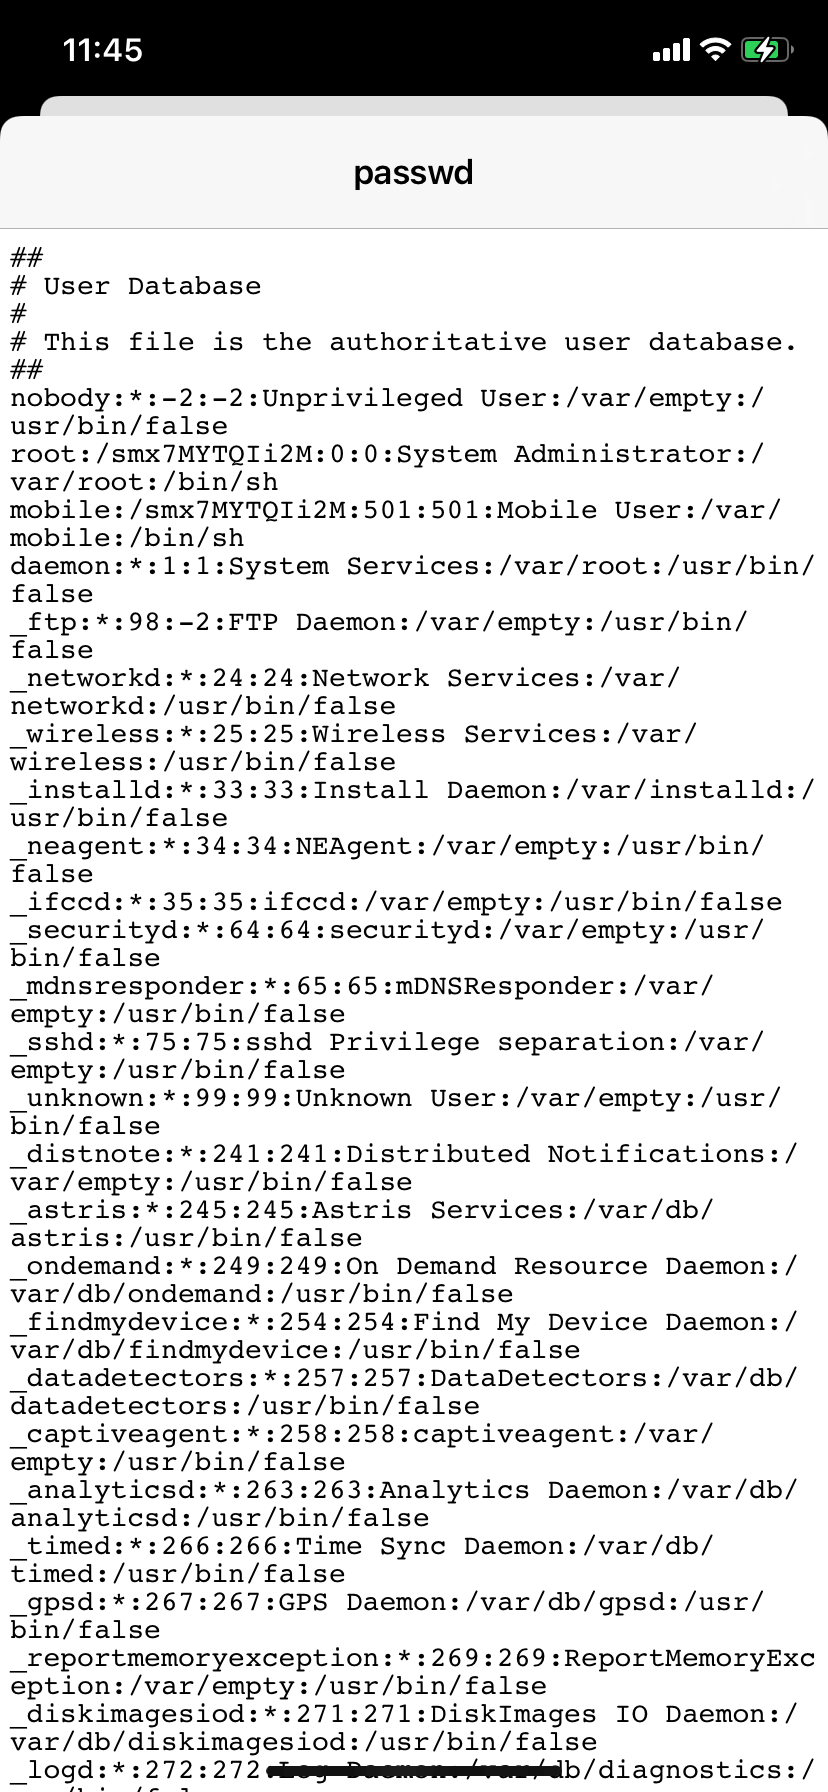 11:45
passwd
##
# User Database
#
# This file is the authoritative user database.
##
nobody:*:-2:-2:Unprivileged User:/var/empty:/
usr/bin/false
root:/smx7MYTQIi2M:0:0:System Administrator:/
var/root:/bin/sh
mobile:/smx7MYTQIi2M:501:501:Mobile User:/var/
mobile:/bin/sh
daemon:*:1:1:System Services:/var/root:/usr/bin/
false
_ftp:*:98:-2:FTP Daemon:/var/empty:/usr/bin/
false
_networkd:*:24:24:Network Services:/var/
networkd:/usr/bin/false
_wireless:*:25:25:Wireless Services:/var/
wireless:/usr/bin/false
_installd:*:33:33:Install Daemon:/var/installd:/
usr/bin/false
_neagent:*:34:34:NEAgent:/var/empty:/usr/bin/
false
_ifccd:*:35:35:ifccd:/var/empty:/usr/bin/false
_securityd:*:64:64:securityd:/var/empty:/usr/
bin/false
_mdnsresponder:*:65:65:mDNSResponder:/var/
empty:/usr/bin/false
_sshd:*:75:75:sshd Privilege separation:/var/
empty:/usr/bin/false
_unknown:*:99:99:Unknown User:/var/empty:/usr/
bin/false
_distnote:*:241:241:Distributed Notifications:/
var/empty:/usr/bin/false
_astris:*:245:245:Astris Services:/var/db/
astris:/usr/bin/false
_ondemand:*:249:249:On Demand Resource Daemon:/
var/db/ondemand:/usr/bin/false
_findmydevice:*:254:254:Find My Device Daemon:/
var/db/findmydevice:/usr/bin/false
_datadetectors:*:257:257:DataDetectors:/var/db/
datadetectors:/usr/bin/false
_captiveagent:*:258:258:captiveagent:/var/
empty:/usr/bin/false
_analyticsd:*:263:263:Analytics Daemon:/var/db/
analyticsd:/usr/bin/false
_timed:*:266:266:Time Sync Daemon:/var/db/
timed:/usr/bin/false
_gpsd:*:267:267:GPS Daemon:/var/db/gpsd:/usr/
bin/false
_reportmemoryexception:*:269:269:ReportMemoryExc
eption:/var/empty:/usr/bin/false
_diskimagesiod:*:271:271:DiskImages IO Daemon:/
var/db/diskimagesiod:/usr/bin/false
_logd:*:272:272:Log Daemon:/var/db/diagnostics:/